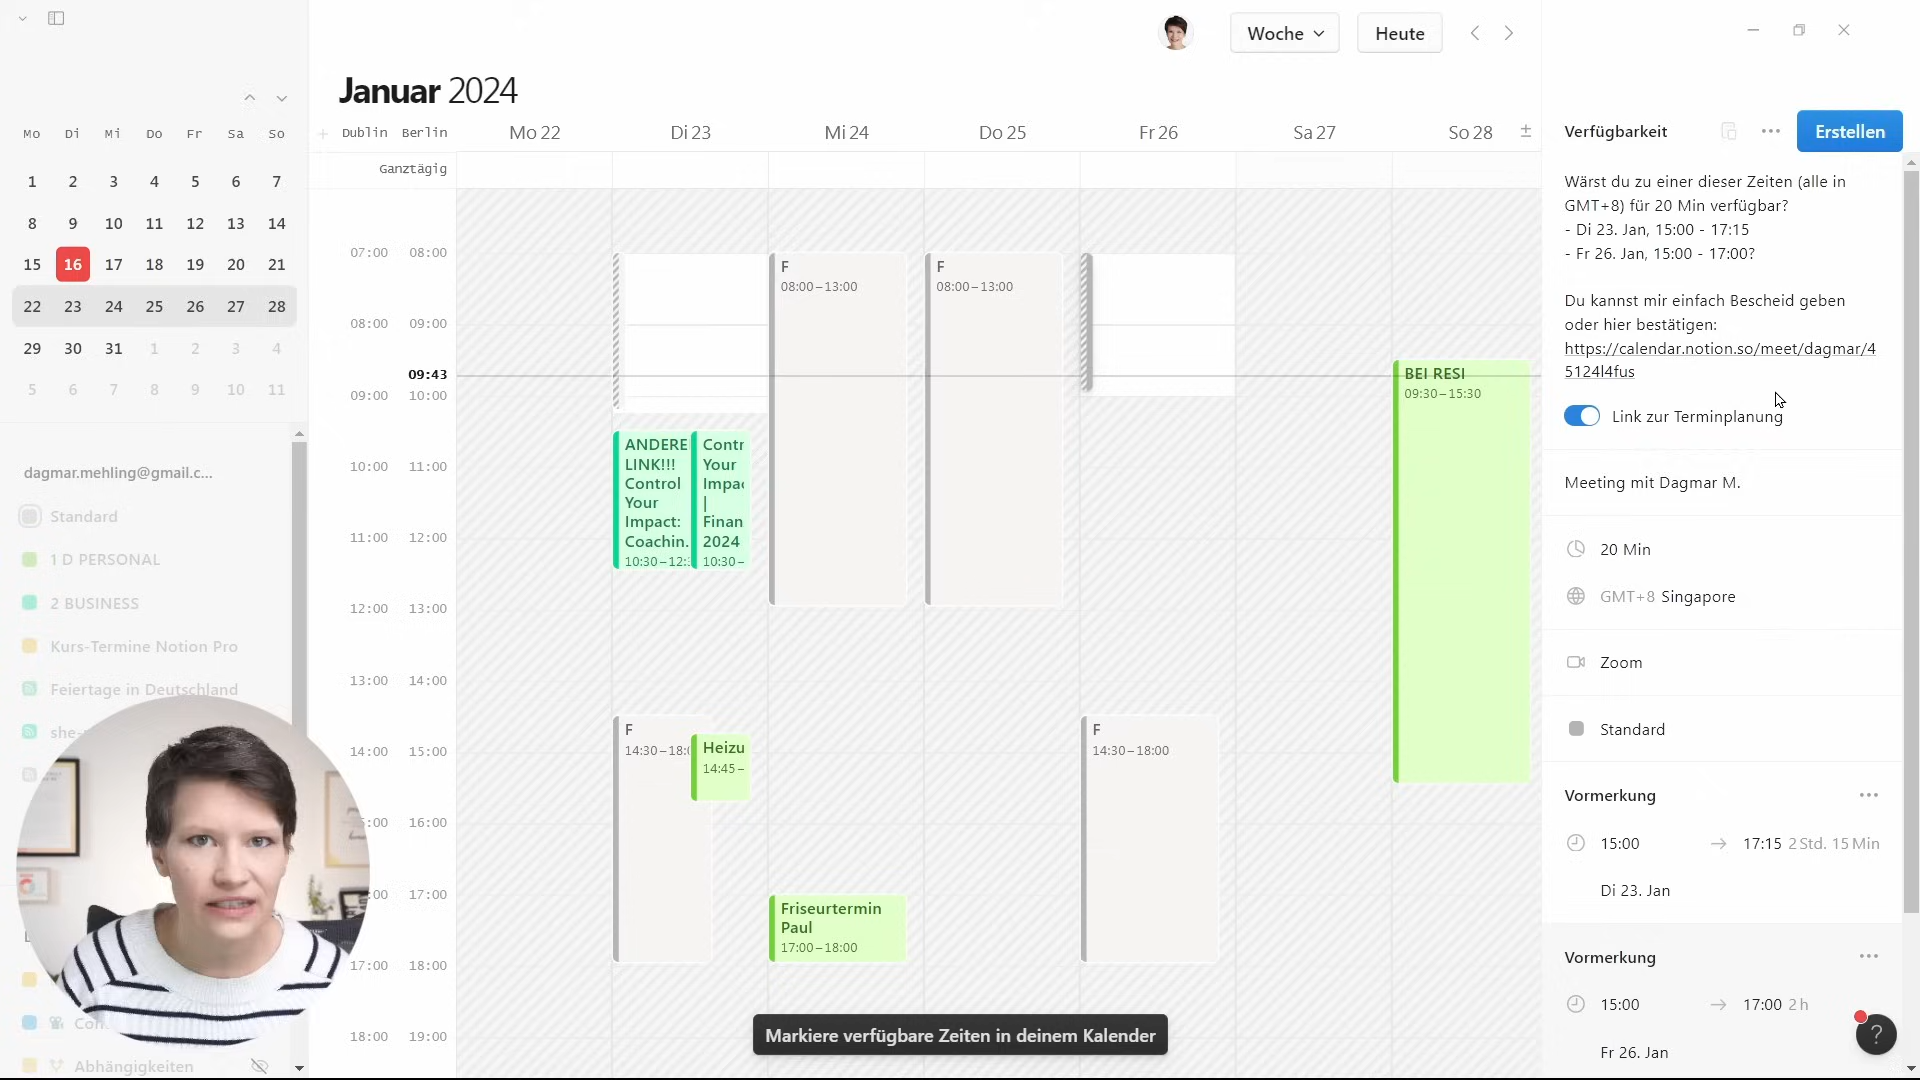 Woche
Heute
Januar 2024
Mo Di Mi Do Fr Sa So
1 2 3 4 5 6 7
8 9 10 11 12 13 14
15 16 17 18 19 20 21
22 23 24 25 26 27 28
29 30 31 1 2 3 4
5 6 7 8 9 10 11
dagmar.mehling@gmail.c...
Standard
1 D PERSONAL
2 BUSINESS
Kurs-Termine Notion Pro
Feiertage in Deutschland
Abhängigkeiten
Dublin Berlin
Mo 22 Di 23 Mi 24 Do 25 Fr 26 Sa 27 So 28
Ganztägig
07:00 08:00
08:00 09:00
09:43
09:00 10:00
10:00 11:00
11:00 12:00
12:00 13:00
13:00 14:00
14:00 15:00
16:00
17:00
17:00 18:00
18:00 19:00
ANDERE
LINK!!!
Control
Your
Impact:
Coachin.
10:30–12:
Contr
Your
Impac
|
Finan
2024
10:30–
F
14:30–18:0
Heizu
14:45–
F
08:00–13:00
Friseurtermin
Paul
17:00–18:00
F
08:00–13:00
F
14:30–18:00
BEI RESI
09:30–15:30
Markiere verfügbare Zeiten in deinem Kalender
Verfügbarkeit
Erstellen
Wärst du zu einer dieser Zeiten (alle in
GMT+8) für 20 Min verfügbar?
- Di 23. Jan, 15:00 - 17:15
- Fr 26. Jan, 15:00 - 17:00?
Du kannst mir einfach Bescheid geben
oder hier bestätigen:
https://calendar.notion.so/meet/dagmar/4
5124l4fus
Link zur Terminplanung
Meeting mit Dagmar M.
20 Min
GMT+8 Singapore
Zoom
Standard
Vormerkung
15:00 → 17:15 2 Std. 15 Min
Di 23. Jan
Vormerkung
15:00 → 17:00 2 h
Fr 26. Jan
?